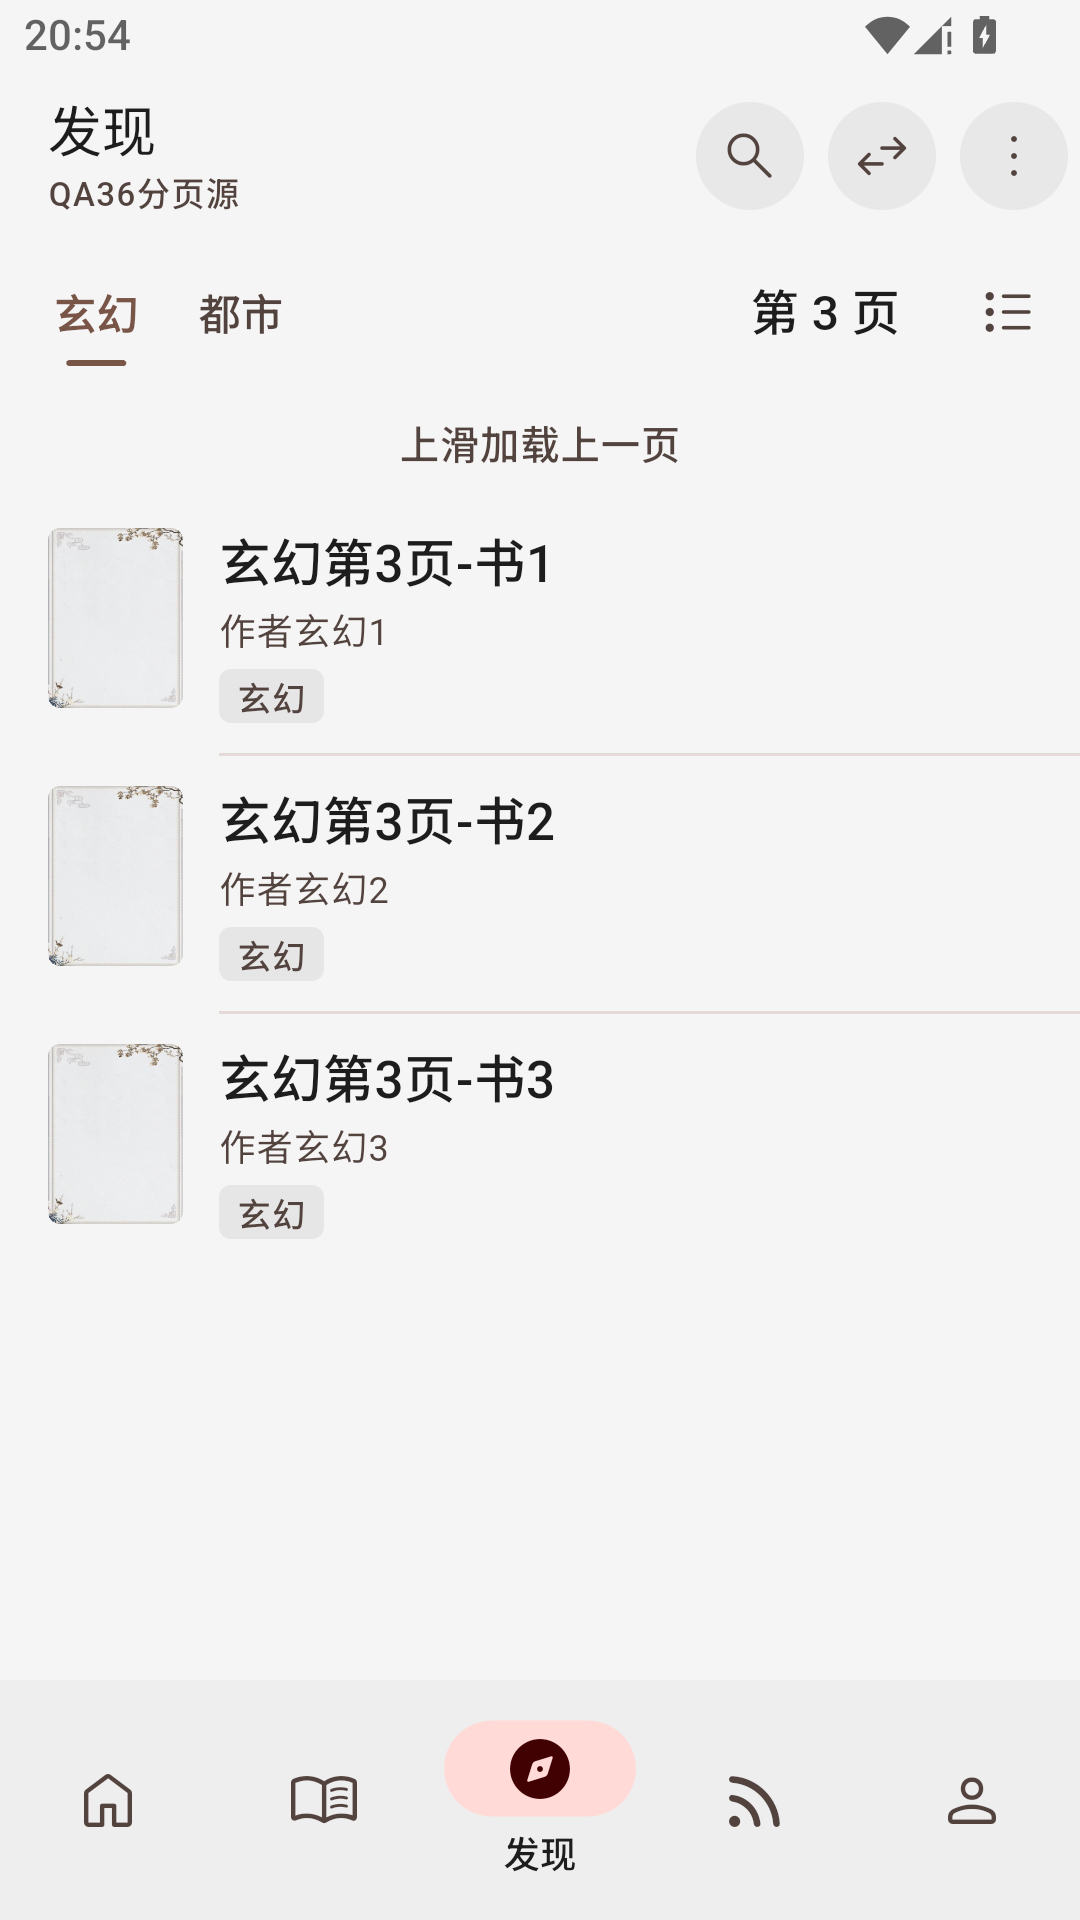 20:54
发现
QA36分页源
玄幻
都市
第 3 页
上滑加载上一页
玄幻第3页-书1
作者玄幻1
玄幻
玄幻第3页-书2
作者玄幻2
玄幻
玄幻第3页-书3
作者玄幻3
玄幻
发现